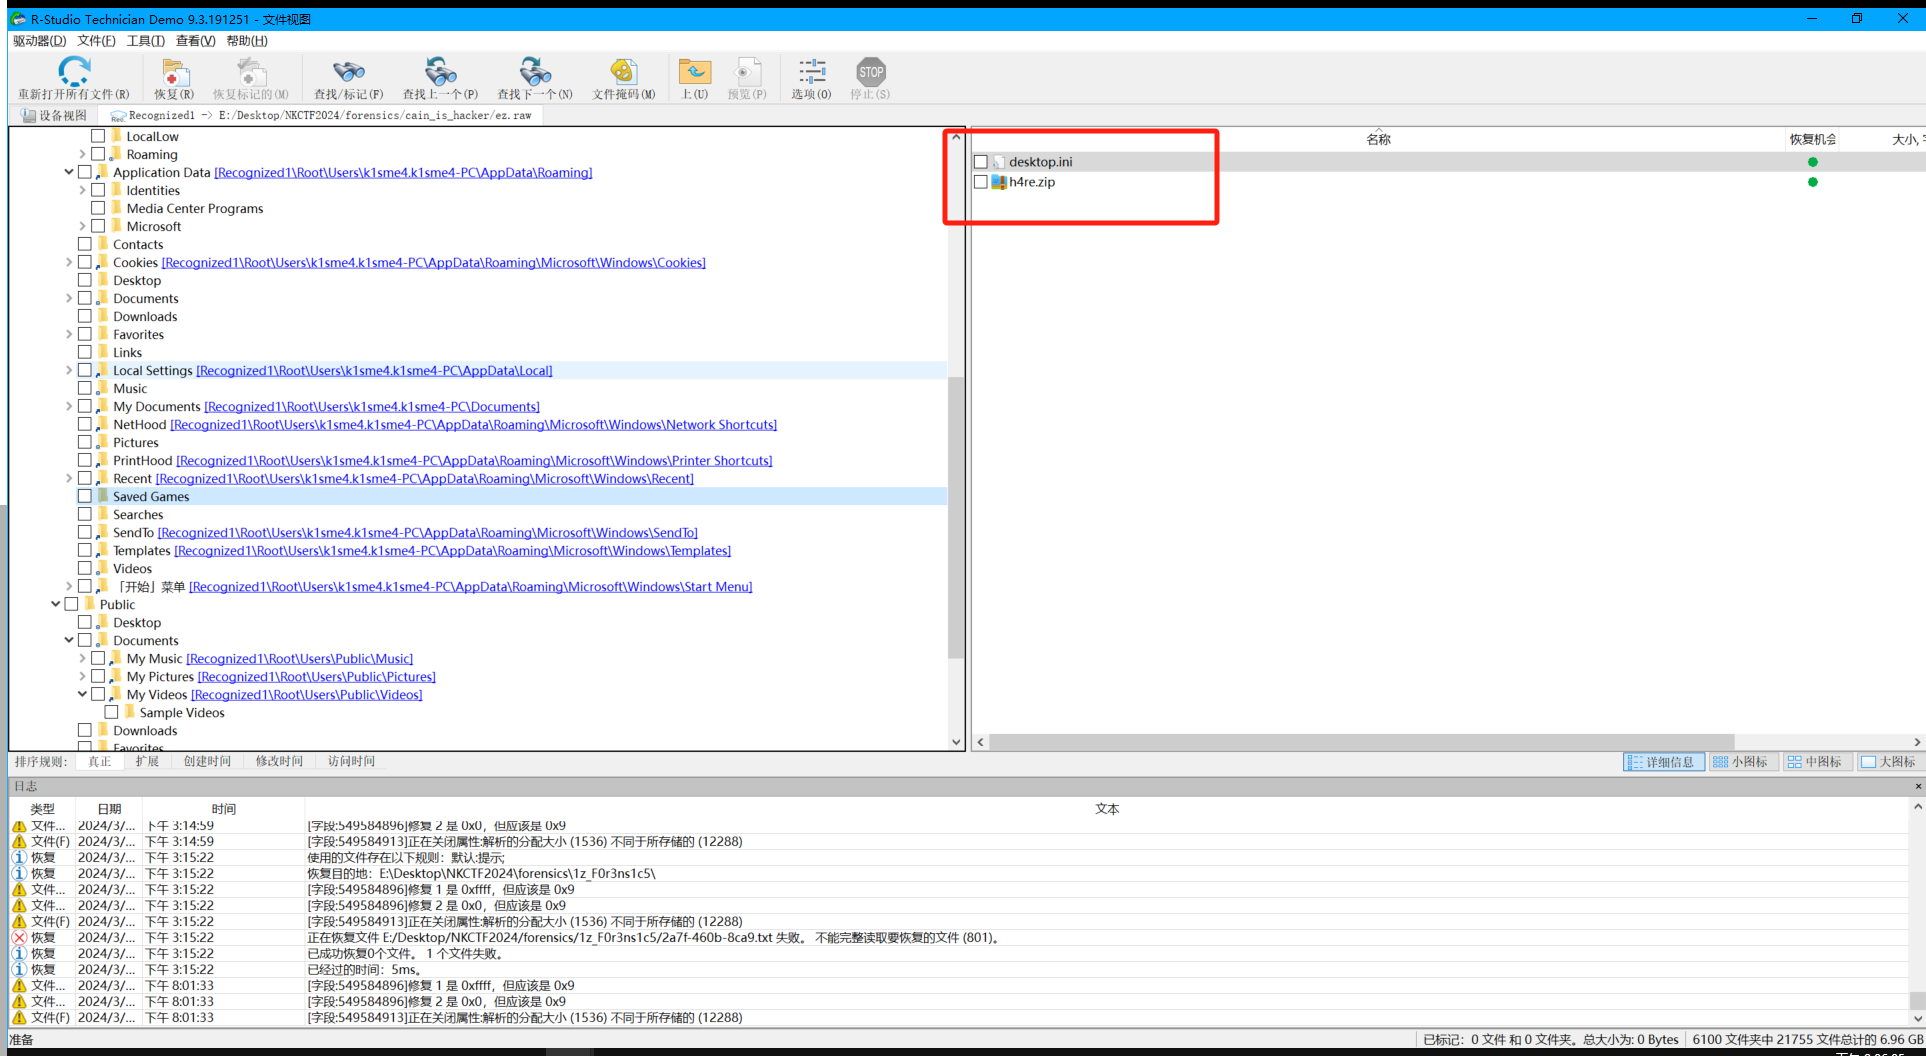 R-Studio Technician Demo 9.3.191251 - 文件视图
驱动器(D) 文件(F) 工具(T) 查看(V) 帮助(H)
重新打开所有文件(R) 恢复(R) 恢复标记的(M) 查找/标记(F) 查找上一个(P) 查找下一个(N) 文件掩码(M) 上(U) 预览(P) 选项(O) STOP 停止(S)
设备视图 Recognized1 -> E:/Desktop/NKCTF2024/forensics/cain_is_hacker/ez.raw
LocalLow
Roaming
Application Data [Recognized1\Root\Users\k1sme4.k1sme4-PC\AppData\Roaming]
Identities
Media Center Programs
Microsoft
Contacts
Cookies [Recognized1\Root\Users\k1sme4.k1sme4-PC\AppData\Roaming\Microsoft\Windows\Cookies]
Desktop
Documents
Downloads
Favorites
Links
Local Settings [Recognized1\Root\Users\k1sme4.k1sme4-PC\AppData\Local]
Music
My Documents [Recognized1\Root\Users\k1sme4.k1sme4-PC\Documents]
NetHood [Recognized1\Root\Users\k1sme4.k1sme4-PC\AppData\Roaming\Microsoft\Windows\Network Shortcuts]
Pictures
PrintHood [Recognized1\Root\Users\k1sme4.k1sme4-PC\AppData\Roaming\Microsoft\Windows\Printer Shortcuts]
Recent [Recognized1\Root\Users\k1sme4.k1sme4-PC\AppData\Roaming\Microsoft\Windows\Recent]
Saved Games
Searches
SendTo [Recognized1\Root\Users\k1sme4.k1sme4-PC\AppData\Roaming\Microsoft\Windows\SendTo]
Templates [Recognized1\Root\Users\k1sme4.k1sme4-PC\AppData\Roaming\Microsoft\Windows\Templates]
Videos
「开始」菜单 [Recognized1\Root\Users\k1sme4.k1sme4-PC\AppData\Roaming\Microsoft\Windows\Start Menu]
Public
Desktop
Documents
My Music [Recognized1\Root\Users\Public\Music]
My Pictures [Recognized1\Root\Users\Public\Pictures]
My Videos [Recognized1\Root\Users\Public\Videos]
Sample Videos
Downloads
Favorites
名称 恢复机会 大小,
desktop.ini
h4re.zip
排序规则: 真正 扩展 创建时间 修改时间 访问时间 详细信息 小图标 中图标 大图标
日志
类型 日期 时间 文本
文件... 2024/3/... 下午 3:14:59 [字段:549584896]修复 2 是 0x0，但应该是 0x9
文件(F) 2024/3/... 下午 3:14:59 [字段:549584913]正在关闭属性:解析的分配大小 (1536) 不同于所存储的 (12288)
恢复 2024/3/... 下午 3:15:22 使用的文件存在以下规则：默认:提示;
恢复 2024/3/... 下午 3:15:22 恢复目的地：E:\Desktop\NKCTF2024\forensics\1z_F0r3ns1c5\
文件... 2024/3/... 下午 3:15:22 [字段:549584896]修复 1 是 0xffff，但应该是 0x9
文件... 2024/3/... 下午 3:15:22 [字段:549584896]修复 2 是 0x0，但应该是 0x9
文件(F) 2024/3/... 下午 3:15:22 [字段:549584913]正在关闭属性:解析的分配大小 (1536) 不同于所存储的 (12288)
恢复 2024/3/... 下午 3:15:22 正在恢复文件 E:/Desktop/NKCTF2024/forensics/1z_F0r3ns1c5/2a7f-460b-8ca9.txt 失败。 不能完整读取要恢复的文件 (801)。
恢复 2024/3/... 下午 3:15:22 已成功恢复0个文件。 1 个文件失败。
恢复 2024/3/... 下午 3:15:22 已经过的时间：5ms。
文件... 2024/3/... 下午 8:01:33 [字段:549584896]修复 1 是 0xffff，但应该是 0x9
文件... 2024/3/... 下午 8:01:33 [字段:549584896]修复 2 是 0x0，但应该是 0x9
文件(F) 2024/3/... 下午 8:01:33 [字段:549584913]正在关闭属性:解析的分配大小 (1536) 不同于所存储的 (12288)
准备 已标记：0 文件 和 0 文件夹。总大小为: 0 Bytes 6100 文件夹中 21755 文件总计的 6.96 GB